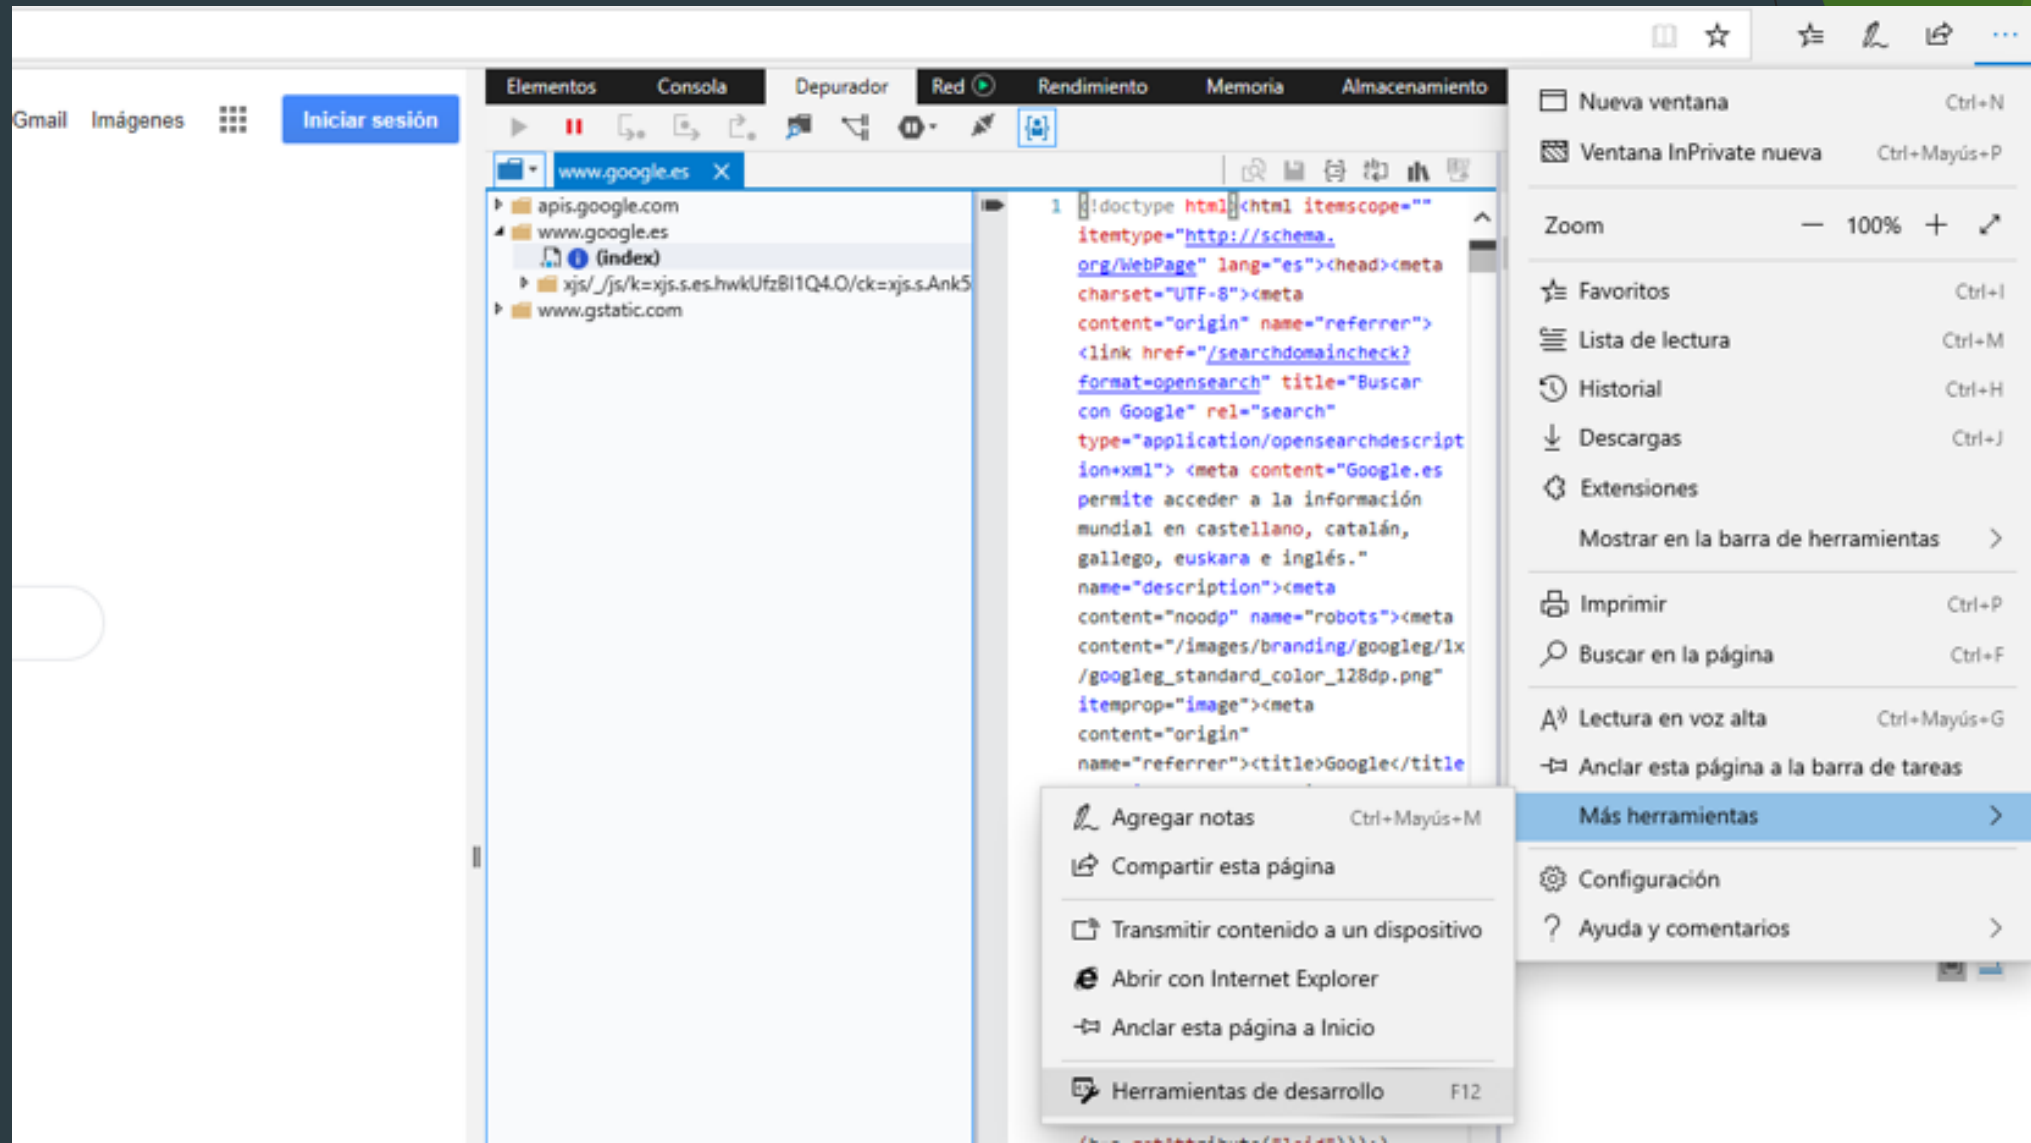 Gmail Imágenes Iniciar sesión
Elementos Consola Depurador Red Rendimiento Memoria Almacenamiento
www.google.es
apis.google.com
www.google.es
(index)
xjs/_/js/k=xjs.s.es.hwkUfzBI1Q4.O/ck=xjs.s.Ank5
www.gstatic.com
1 <!doctype html><html itemscope=""
itemtype="http://schema.
org/WebPage" lang="es"><head><meta
charset="UTF-8"><meta
content="origin" name="referrer">
<link href="/searchdomaincheck?
format=opensearch" title="Buscar
con Google" rel="search"
type="application/opensearchdescript
ion+xml"> <meta content="Google.es
permite acceder a la información
mundial en castellano, catalán,
gallego, euskara e inglés."
name="description"><meta
content="noodp" name="robots"><meta
content="/images/branding/googleg/1x
/googleg_standard_color_128dp.png"
itemprop="image"><meta
content="origin"
name="referrer"><title>Google</title
Nueva ventana Ctrl+N
Ventana InPrivate nueva Ctrl+Mayús+P
Zoom — 100% +
Favoritos Ctrl+I
Lista de lectura Ctrl+M
Historial Ctrl+H
Descargas Ctrl+J
Extensiones
Mostrar en la barra de herramientas
Imprimir Ctrl+P
Buscar en la página Ctrl+F
Lectura en voz alta Ctrl+Mayús+G
Anclar esta página a la barra de tareas
Más herramientas
Configuración
Ayuda y comentarios
Agregar notas Ctrl+Mayús+M
Compartir esta página
Transmitir contenido a un dispositivo
Abrir con Internet Explorer
Anclar esta página a Inicio
Herramientas de desarrollo F12